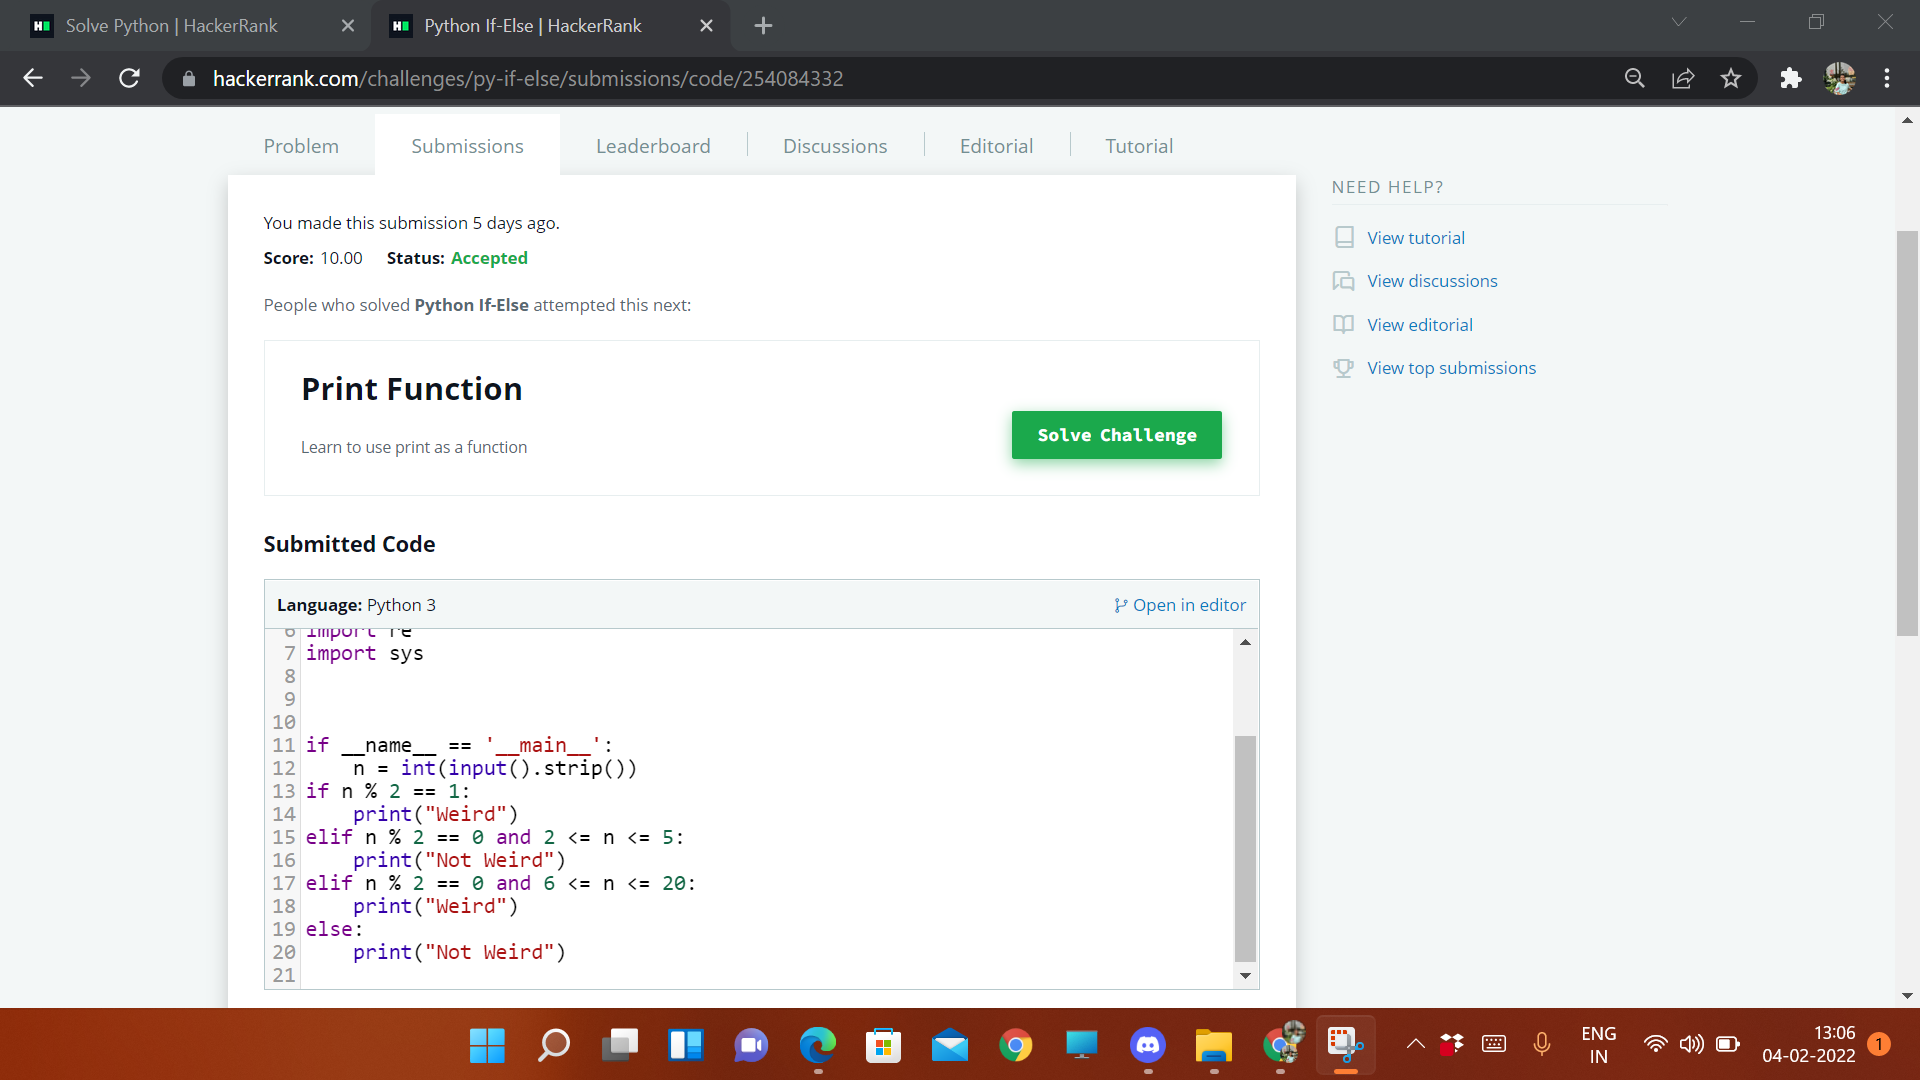 Solve Python | HackerRank
Python If-Else | HackerRank
hackerrank.com/challenges/py-if-else/submissions/code/254084332
Problem
Submissions
Leaderboard
Discussions
Editorial
Tutorial
You made this submission 5 days ago.
Score: 10.00 Status: Accepted
People who solved Python If-Else attempted this next:
Print Function
Learn to use print as a function
Solve Challenge
NEED HELP?
View tutorial
View discussions
View editorial
View top submissions
Submitted Code
Language: Python 3
Open in editor
6 import re
7 import sys
8
9
10
11 if __name__ == '__main__':
12     n = int(input().strip())
13 if n % 2 == 1:
14     print("Weird")
15 elif n % 2 == 0 and 2 <= n <= 5:
16     print("Not Weird")
17 elif n % 2 == 0 and 6 <= n <= 20:
18     print("Weird")
19 else:
20     print("Not Weird")
21
ENG
IN
13:06
04-02-2022
1